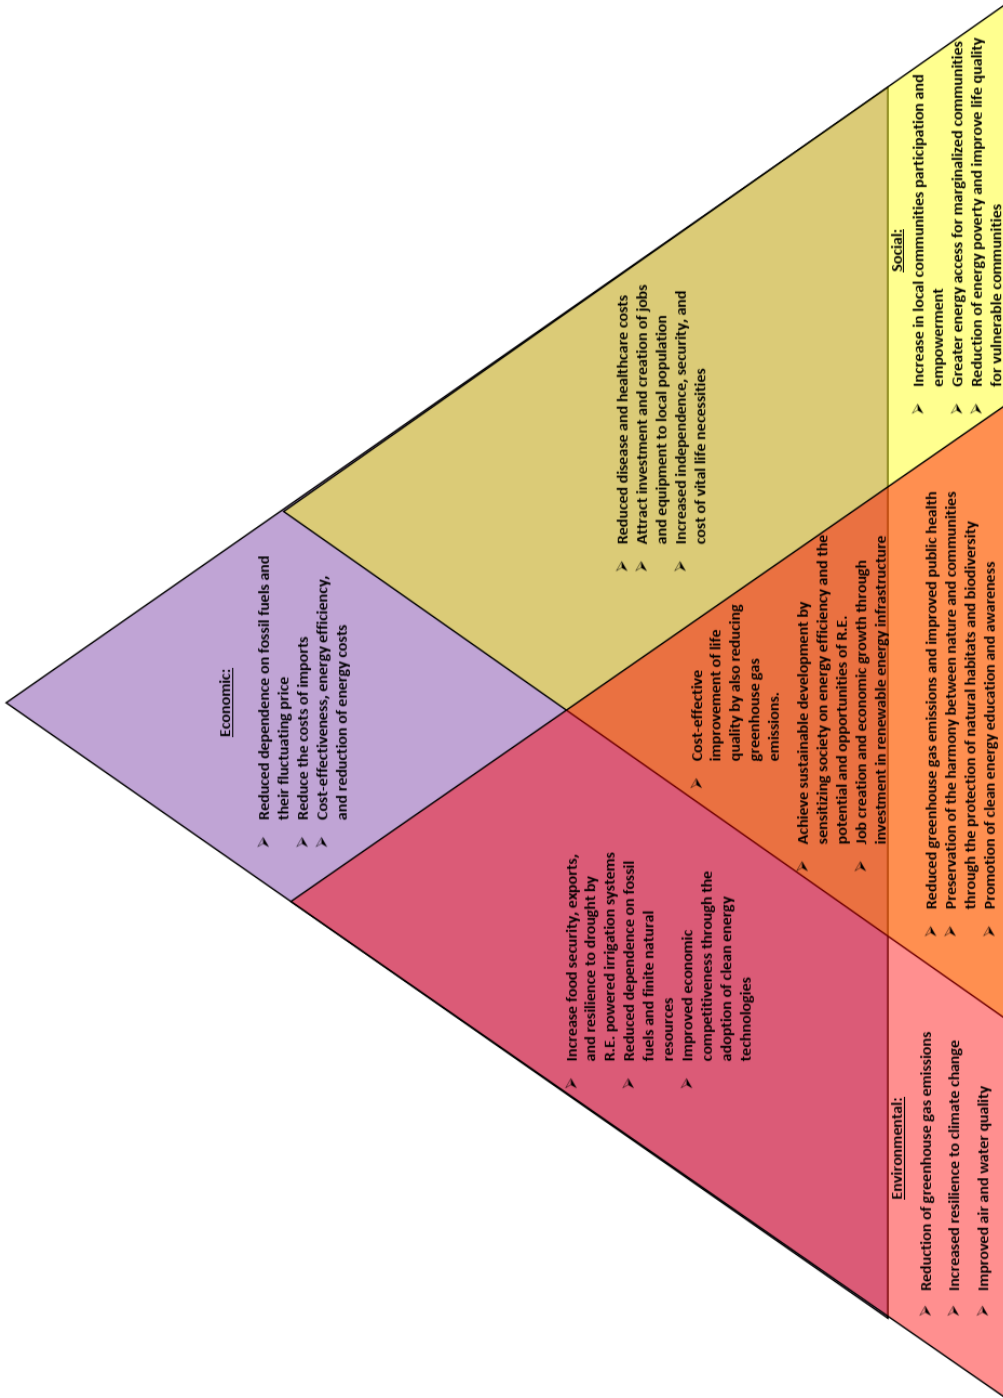 Economic:
➤ Reduced dependence on fossil fuels and
their fluctuating price
➤ Reduce the costs of imports
➤ Cost-effectiveness, energy efficiency,
and reduction of energy costs
➤ Increase food security, exports,
and resilience to drought by
R.E. powered irrigation systems
➤ Reduced dependence on fossil
fuels and finite natural
resources
➤ Improved economic
competitiveness through the
adoption of clean energy
technologies
➤ Reduced disease and healthcare costs
➤ Attract investment and creation of jobs
and equipment to local population
➤ Increased independence, security, and
cost of vital life necessities
➤ Cost-effective
improvement of life
quality by also reducing
greenhouse gas
emissions.
➤ Achieve sustainable development by
sensitizing society on energy efficiency and the
potential and opportunities of R.E.
➤ Job creation and economic growth through
investment in renewable energy infrastructure
Environmental:
➤ Reduction of greenhouse gas emissions
➤ Increased resilience to climate change
➤ Improved air and water quality
➤ Reduced greenhouse gas emissions and improved public health
➤ Preservation of the harmony between nature and communities
through the protection of natural habitats and biodiversity
➤ Promotion of clean energy education and awareness
Social:
➤ Increase in local communities participation and
empowerment
➤ Greater energy access for marginalized communities
➤ Reduction of energy poverty and improve life quality
for vulnerable communities